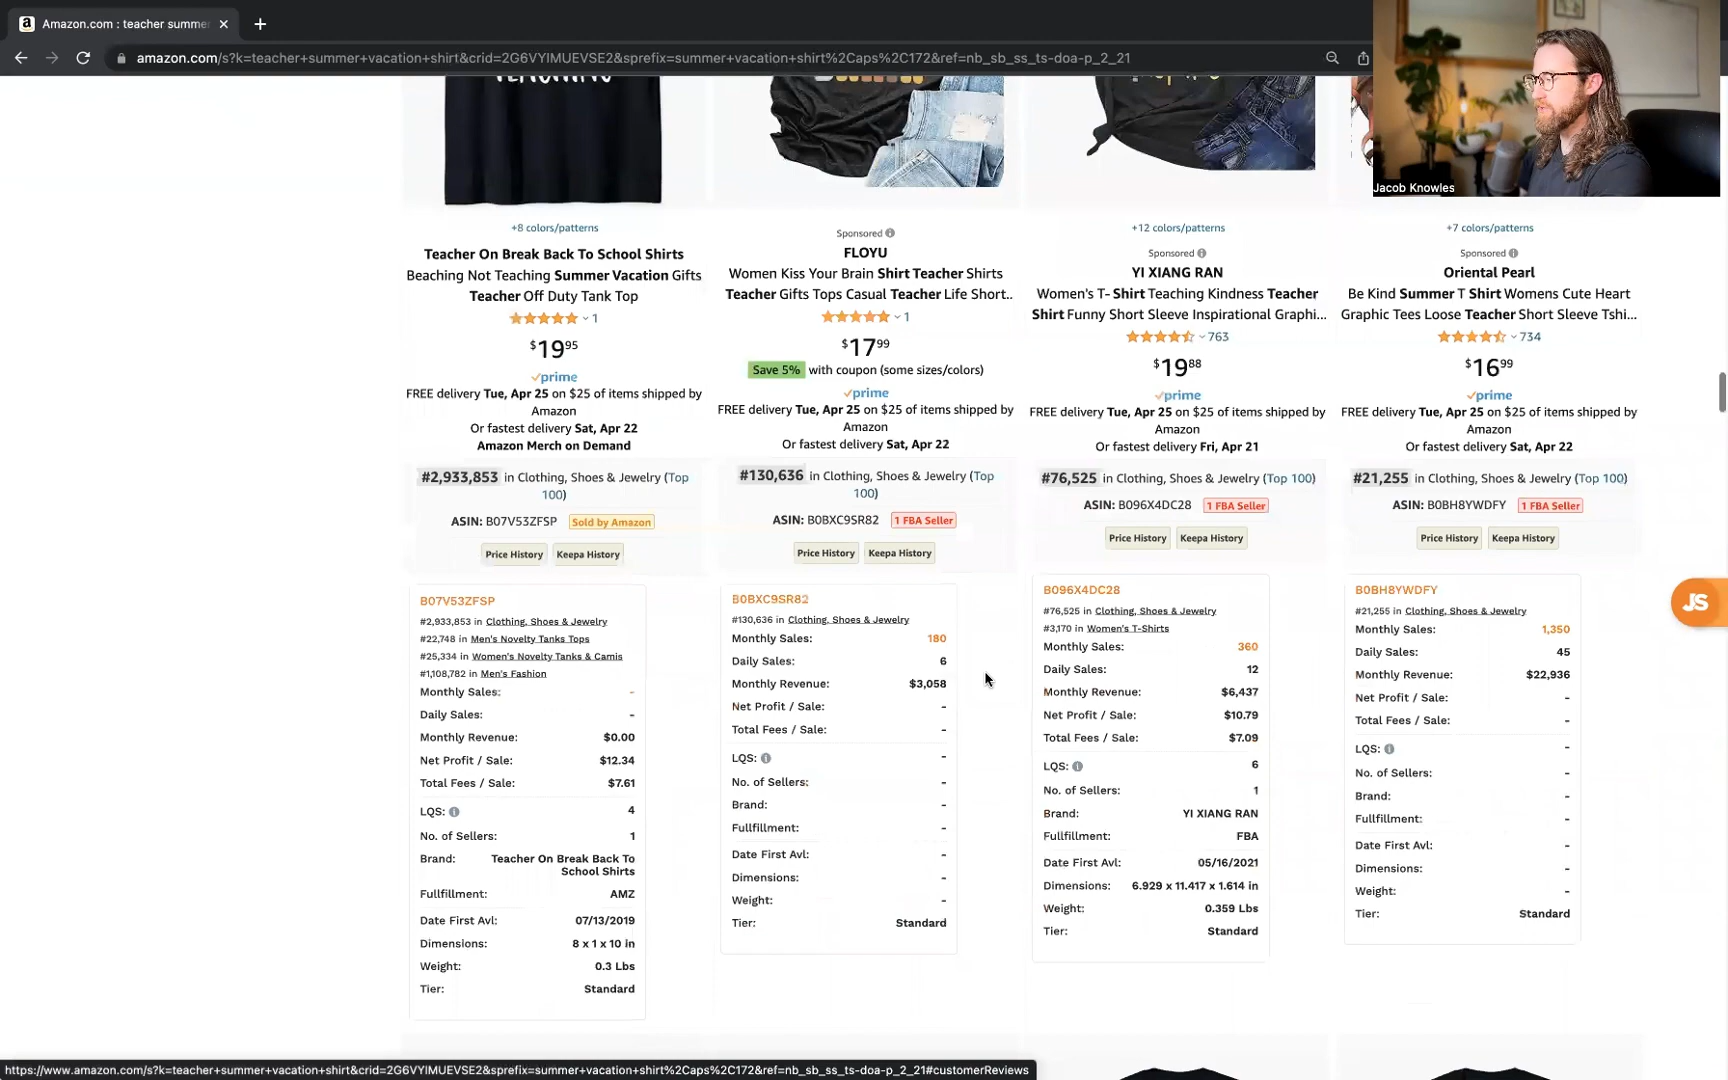 Amazon.com : teacher summe
amazon.com/s?k=teacher+summer+vacation+shirt&crid=2G6VYIMUEVSE2&sprefix=summer+vacation+shirt%2Caps%2C172&ref=nb_sb_ss_ts-doa-p_2_21
Jacob Knowles
+8 colors/patterns
Teacher On Break Back To School Shirts
Beaching Not Teaching Summer Vacation Gifts
Teacher Off Duty Tank Top
1
$19.95
prime
FREE delivery Tue, Apr 25 on $25 of items shipped by
Amazon
Or fastest delivery Sat, Apr 22
Amazon Merch on Demand
#2,933,853 in Clothing, Shoes & Jewelry (Top
100)
ASIN: B07V53ZFSP Sold by Amazon
Price History Keepa History
B07V53ZFSP
#2,933,853 in Clothing, Shoes & Jewelry
#22,748 in Men's Novelty Tanks Tops
#25,334 in Women's Novelty Tanks & Camis
#1,108,782 in Men's Fashion
Monthly Sales: -
Daily Sales: -
Monthly Revenue: $0.00
Net Profit / Sale: $12.34
Total Fees / Sale: $7.61
LQS: 4
No. of Sellers: 1
Brand: Teacher On Break Back To
School Shirts
Fullfillment: AMZ
Date First Avl: 07/13/2019
Dimensions: 8 x 1 x 10 in
Weight: 0.3 Lbs
Tier: Standard
Sponsored
FLOYU
Women Kiss Your Brain Shirt Teacher Shirts
Teacher Gifts Tops Casual Teacher Life Short..
1
$17.99
Save 5% with coupon (some sizes/colors)
prime
FREE delivery Tue, Apr 25 on $25 of items shipped by
Amazon
Or fastest delivery Sat, Apr 22
#130,636 in Clothing, Shoes & Jewelry (Top
100)
ASIN: B0BXC9SR82 1 FBA Seller
Price History Keepa History
B0BXC9SR82
#130,636 in Clothing, Shoes & Jewelry
Monthly Sales: 180
Daily Sales: 6
Monthly Revenue: $3,058
Net Profit / Sale: -
Total Fees / Sale: -
LQS: -
No. of Sellers: -
Brand: -
Fullfillment: -
Date First Avl: -
Dimensions: -
Weight: -
Tier: Standard
+12 colors/patterns
Sponsored
YI XIANG RAN
Women's T- Shirt Teaching Kindness Teacher
Shirt Funny Short Sleeve Inspirational Graphi...
763
$19.88
prime
FREE delivery Tue, Apr 25 on $25 of items shipped by
Amazon
Or fastest delivery Fri, Apr 21
#76,525 in Clothing, Shoes & Jewelry (Top 100)
ASIN: B096X4DC28 1 FBA Seller
Price History Keepa History
B096X4DC28
#76,525 in Clothing, Shoes & Jewelry
#3,170 in Women's T-Shirts
Monthly Sales: 360
Daily Sales: 12
Monthly Revenue: $6,437
Net Profit / Sale: $10.79
Total Fees / Sale: $7.09
LQS: 6
No. of Sellers: 1
Brand: YI XIANG RAN
Fullfillment: FBA
Date First Avl: 05/16/2021
Dimensions: 6.929 x 11.417 x 1.614 in
Weight: 0.359 Lbs
Tier: Standard
+7 colors/patterns
Sponsored
Oriental Pearl
Be Kind Summer T Shirt Womens Cute Heart
Graphic Tees Loose Teacher Short Sleeve Tshi...
734
$16.99
prime
FREE delivery Tue, Apr 25 on $25 of items shipped by
Amazon
Or fastest delivery Sat, Apr 22
#21,255 in Clothing, Shoes & Jewelry (Top 100)
ASIN: B0BH8YWDFY 1 FBA Seller
Price History Keepa History
B0BH8YWDFY
#21,255 in Clothing, Shoes & Jewelry
Monthly Sales: 1,350
Daily Sales: 45
Monthly Revenue: $22,936
Net Profit / Sale: -
Total Fees / Sale: -
LQS: -
No. of Sellers: -
Brand: -
Fullfillment: -
Date First Avl: -
Dimensions: -
Weight: -
Tier: Standard
JS
https://www.amazon.com/s?k=teacher+summer+vacation+shirt&crid=2G6VYIMUEVSE2&sprefix=summer+vacation+shirt%2Caps%2C172&ref=nb_sb_ss_ts-doa-p_2_21#customerReviews